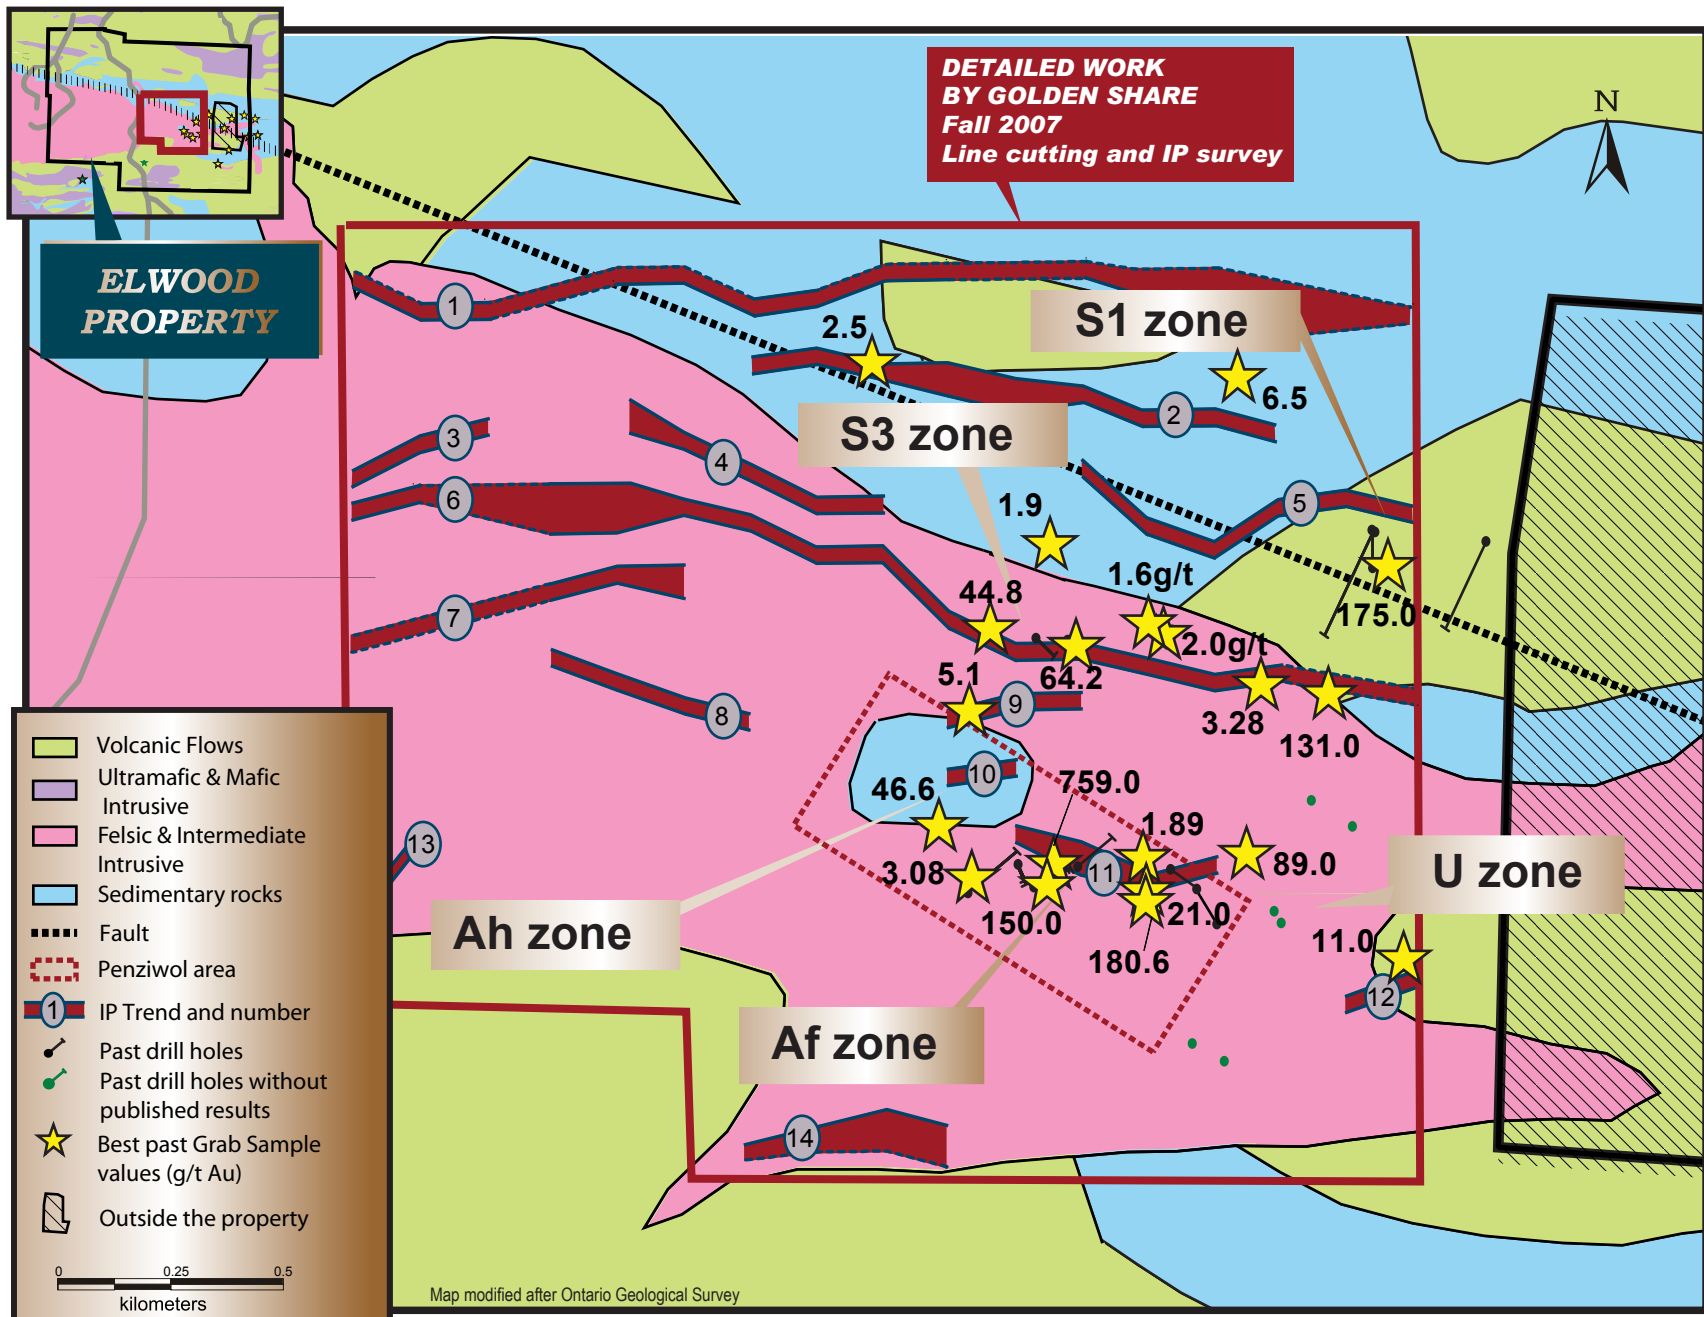 DETAILED WORK
BY GOLDEN SHARE
Fall 2007
Line cutting and IP survey
N
ELWOOD
PROPERTY
1
S1 zone
2.5
6.5
2
S3 zone
3
4
1.9
5
6
1.6g/t
44.8
175.0
7
2.0g/t
64.2
5.1
9
3.28
131.0
8
10
759.0
46.6
1.89
13
3.08
11
89.0
U zone
150.0
21.0
Ah zone
11.0
180.6
12
Af zone
14
Volcanic Flows
Ultramafic & Mafic
Intrusive
Felsic & Intermediate
Intrusive
Sedimentary rocks
Fault
Penziwol area
1 IP Trend and number
Past drill holes
Past drill holes without
published results
Best past Grab Sample
values (g/t Au)
Outside the property
0 0.25 0.5
kilometers
Map modified after Ontario Geological Survey